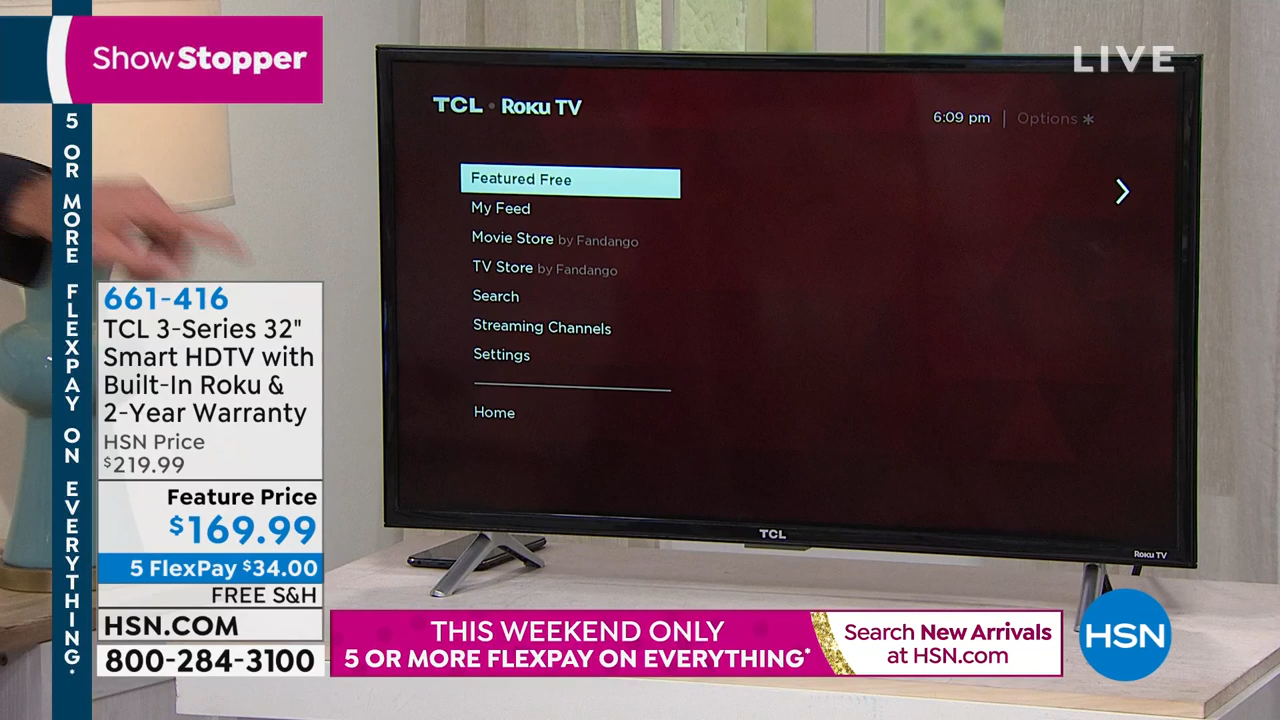 Show Stopper
5 OR MORE FLEXPAY ON EVERYTHING.
LIVE
TCL • Roku TV
6:09 pm | Options *
Featured Free
My Feed
Movie Store by Fandango
TV Store by Fandango
Search
Streaming Channels
Settings
Home
TCL
Roku TV
661-416
TCL 3-Series 32"
Smart HDTV with
Built-In Roku &
2-Year Warranty
HSN Price
$219.99
Feature Price
$169.99
5 FlexPay $34.00
FREE S&H
HSN.COM
800-284-3100
THIS WEEKEND ONLY
5 OR MORE FLEXPAY ON EVERYTHING*
Search New Arrivals
at HSN.com
HSN